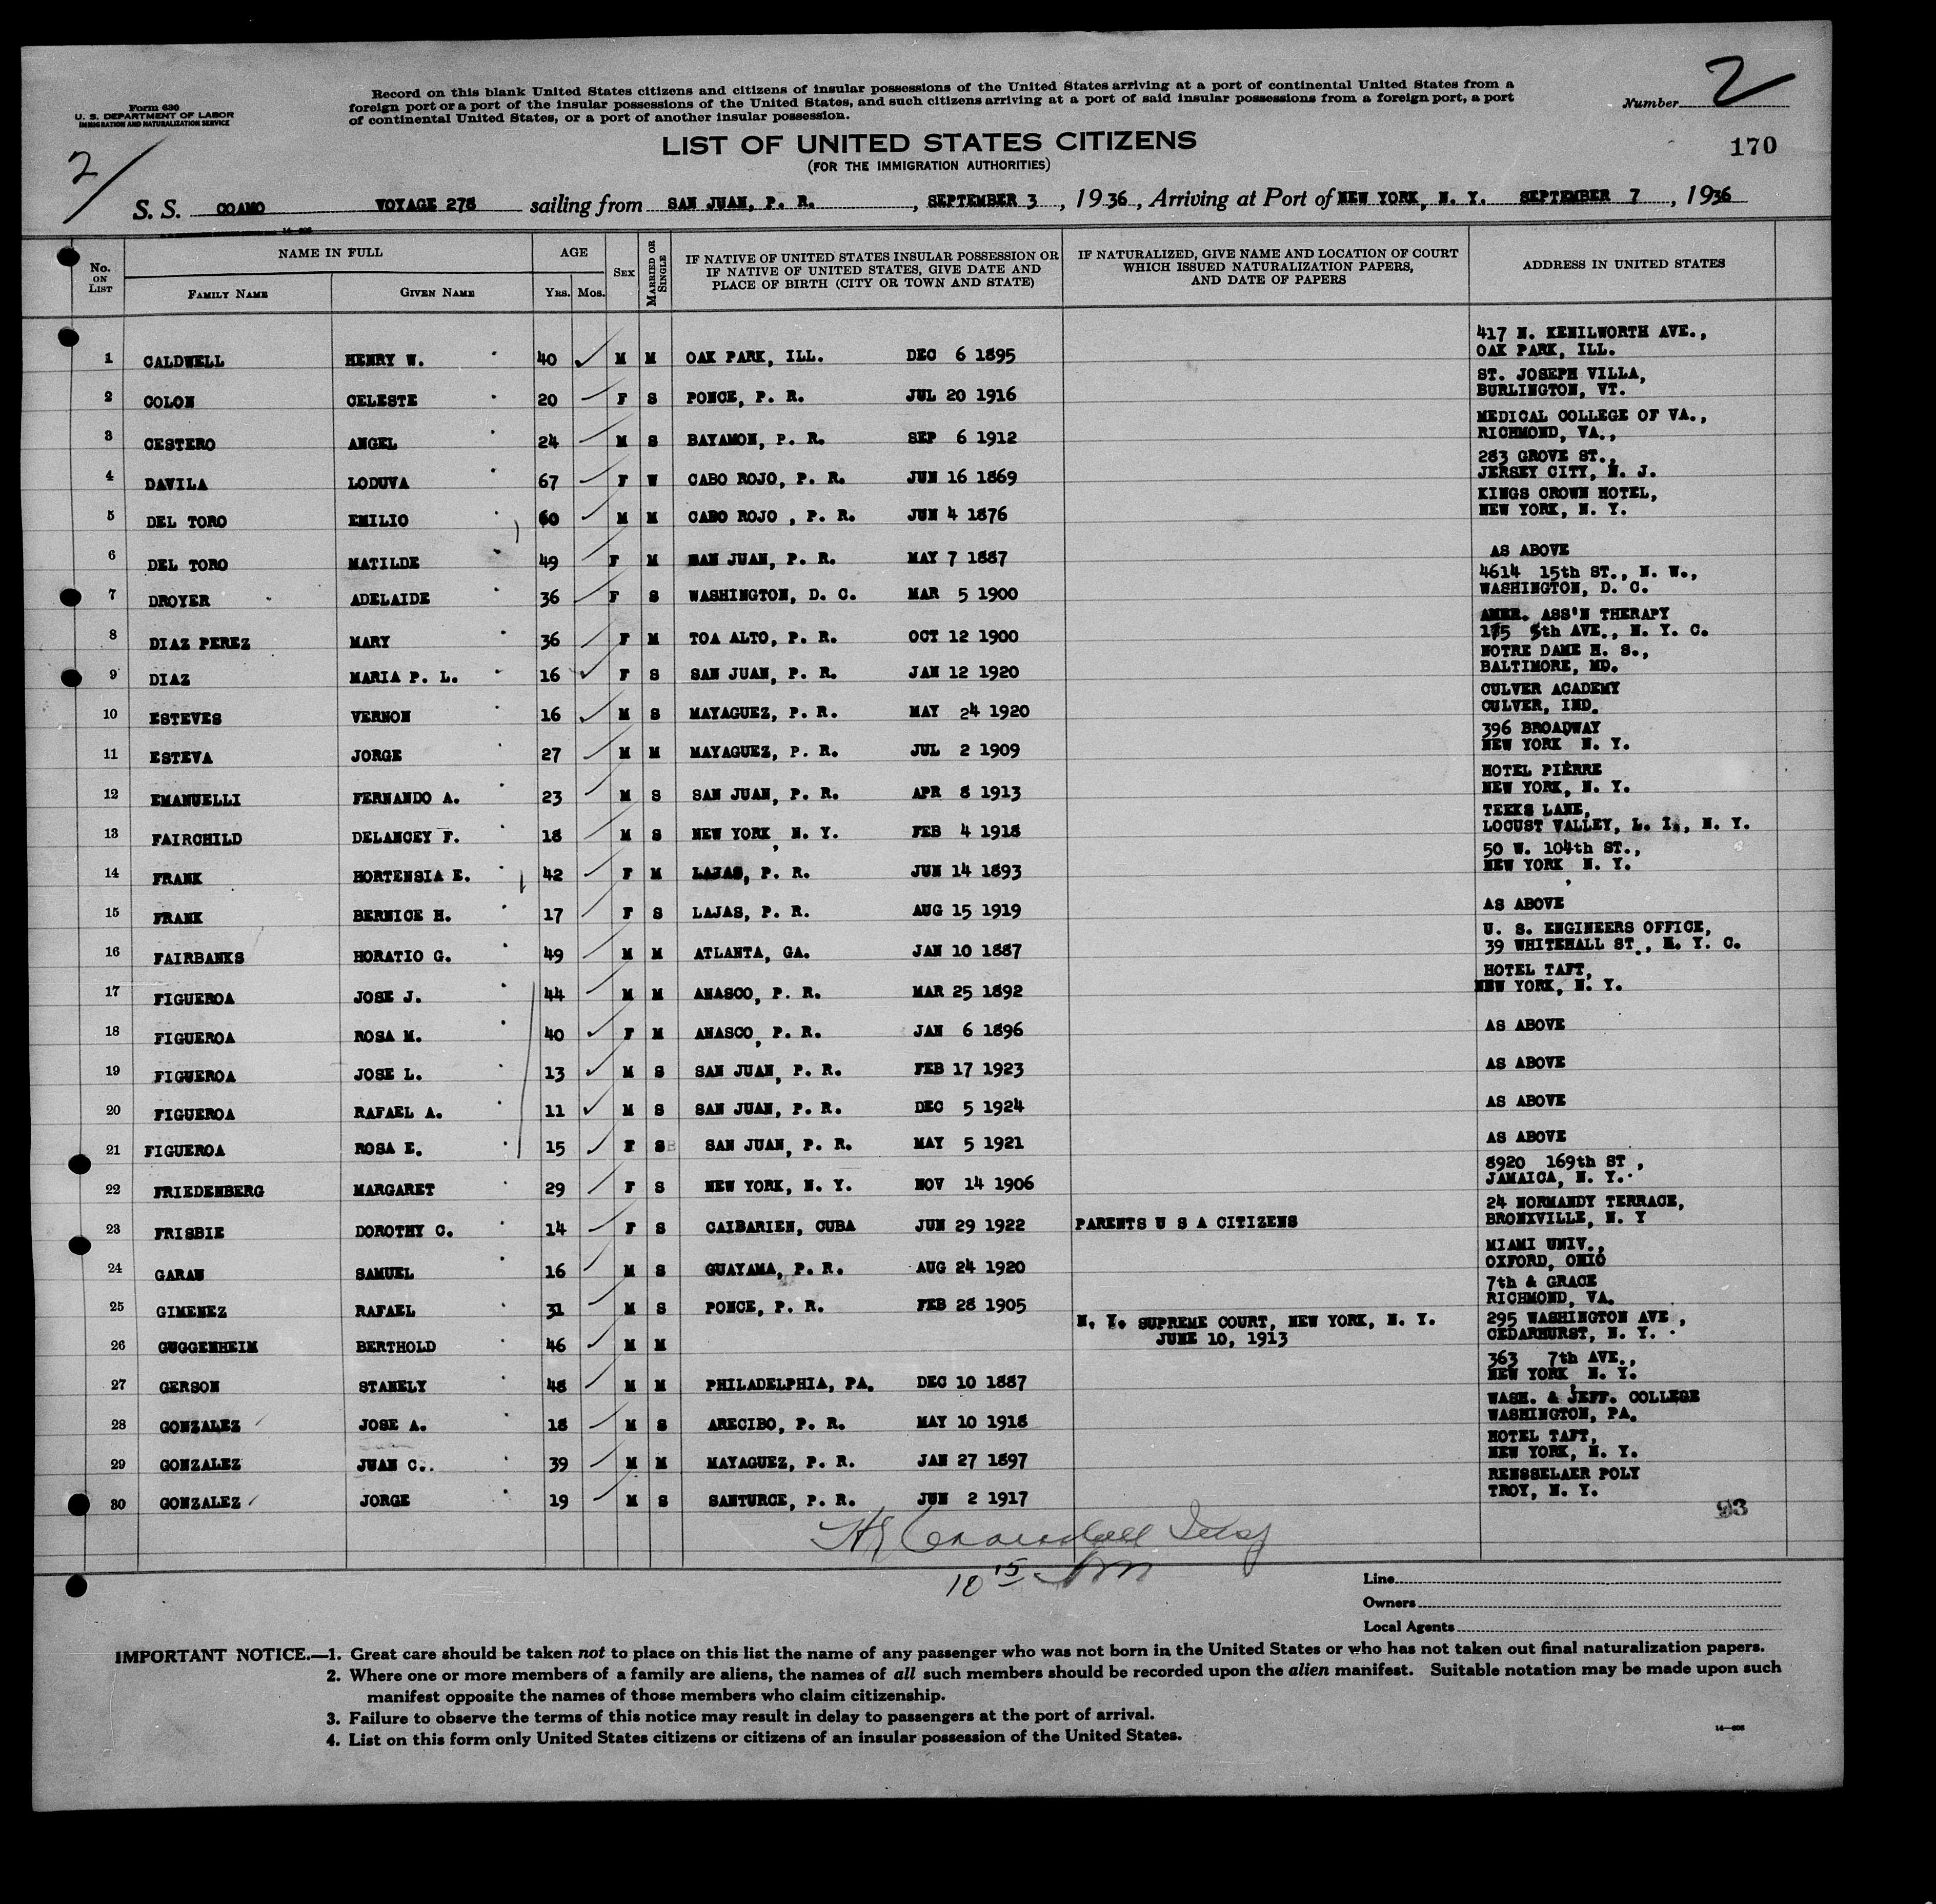 Form 630
U. S. DEPARTMENT OF LABOR
IMMIGRATION AND NATURALIZATION SERVICE
Record on this blank United States citizens and citizens of insular possessions of the United States arriving at a port of continental United States from a
foreign port or a port of the insular possessions of the United States, and such citizens arriving at a port of said insular possessions from a foreign port, a port
of continental United States, or a port of another insular possession.
Number 2
2/
LIST OF UNITED STATES CITIZENS
170
(FOR THE IMMIGRATION AUTHORITIES)
S. S. COAMO VOYAGE 278 sailing from SAN JUAN, P. R. , SEPTEMBER 3 , 1936 , Arriving at Port of NEW YORK, N. Y. SEPTEMBER 7 , 1936
No. ON LIST
NAME IN FULL
FAMILY NAME
GIVEN NAME
AGE
YRS. MOS.
SEX
MARRIED OR SINGLE
IF NATIVE OF UNITED STATES INSULAR POSSESSION OR
IF NATIVE OF UNITED STATES, GIVE DATE AND
PLACE OF BIRTH (CITY OR TOWN AND STATE)
IF NATURALIZED, GIVE NAME AND LOCATION OF COURT
WHICH ISSUED NATURALIZATION PAPERS,
AND DATE OF PAPERS
ADDRESS IN UNITED STATES
417 N. KENILWORTH AVE.,
1 CALDWELL HENRY W. 40 M M OAK PARK, ILL. DEC 6 1895 OAK PARK, ILL.
ST. JOSEPH VILLA,
2 COLON CELESTE 20 F S PONCE, P. R. JUL 20 1916 BURLINGTON, VT.
MEDICAL COLLEGE OF VA.,
3 CESTERO ANGEL 24 M S BAYAMON, P. R. SEP 6 1912 RICHMOND, VA.,
283 GROVE ST.,
4 DAVILA LODUVA 67 F W CABO ROJO, P. R. JUN 16 1869 JERSEY CITY, N. J.
KINGS CROWN HOTEL,
5 DEL TORO EMILIO 60 M M CABO ROJO , P. R. JUN 4 1876 NEW YORK, N. Y.
6 DEL TORO MATILDE 49 F M SAN JUAN, P. R. MAY 7 1887 AS ABOVE
4614 15th ST., N. W.,
7 DROYER ADELAIDE 36 F S WASHINGTON, D. C. MAR 5 1900 WASHINGTON, D. C.
AMER. ASS'N THERAPY
8 DIAZ PEREZ MARY 36 F M TOA ALTO, P. R. OCT 12 1900 175 5th AVE., N. Y. C.
NOTRE DAME H. S.,
9 DIAZ MARIA P. L. 16 F S SAN JUAN, P. R. JAN 12 1920 BALTIMORE, MD.
CULVER ACADEMY
10 ESTEVES VERNON 16 M S MAYAGUEZ, P. R. MAY 24 1920 CULVER, IND.
396 BROADWAY
11 ESTEVA JORGE 27 M M MAYAGUEZ, P. R. JUL 2 1909 NEW YORK N. Y.
HOTEL PIERRE
12 EMANUELLI FERNANDO A. 23 M S SAN JUAN, P. R. APR 8 1913 NEW YORK, N. Y.
TEEKS LANE,
13 FAIRCHILD DELANCEY F. 18 M S NEW YORK, N. Y. FEB 4 1918 LOCUST VALLEY, L. I., N. Y.
50 W. 104th ST.,
14 FRANK HORTENSIA E. 42 F M LAJAS, P. R. JUN 14 1893 NEW YORK, N. Y.
15 FRANK BERNICE H. 17 F S LAJAS, P. R. AUG 15 1919 AS ABOVE
U. S. ENGINEERS OFFICE,
16 FAIRBANKS HORATIO G. 49 M M ATLANTA, GA. JAN 10 1887 39 WHITEHALL ST., N. Y. C.
HOTEL TAFT,
17 FIGUEROA JOSE J. 44 M M ANASCO, P. R. MAR 25 1892 NEW YORK, N. Y.
18 FIGUEROA ROSA M. 40 F M ANASCO, P. R. JAN 6 1896 AS ABOVE
19 FIGUEROA JOSE L. 13 M S SAN JUAN, P. R. FEB 17 1923 AS ABOVE
20 FIGUEROA RAFAEL A. 11 M S SAN JUAN, P. R. DEC 5 1924 AS ABOVE
21 FIGUEROA ROSA E. 15 F S SAN JUAN, P. R. MAY 5 1921 AS ABOVE
8920 169th ST,
22 FRIEDENBERG MARGARET 29 F S NEW YORK, N. Y. NOV 14 1906 JAMAICA, N. Y.
24 NORMANDY TERRACE,
23 FRISBIE DOROTHY C. 14 F S CAIBARIEN, CUBA JUN 29 1922 PARENTS U S A CITIZENS BRONXVILLE, N. Y
MIAMI UNIV.,
24 GARAU SAMUEL 16 M S GUAYAMA, P. R. AUG 24 1920 OXFORD, OHIO
7th & GRACE
25 GIMENEZ RAFAEL 31 M S PONCE, P. R. FEB 28 1905 RICHMOND, VA.
N. Y. SUPREME COURT, NEW YORK, N. Y. 295 WASHINGTON AVE,
26 GUGGENHEIM BERTHOLD 46 M M JUNE 10, 1913 CEDARHURST, N. Y.
363 7th AVE.,
27 GERSON STANELY 48 M M PHILADELPHIA, PA. DEC 10 1887 NEW YORK, N. Y.
WASH. & JEFF. COLLEGE
28 GONZALEZ JOSE A. 18 M S ARECIBO, P. R. MAY 10 1918 WASHINGTON, PA.
HOTEL TAFT,
29 GONZALEZ JUAN C.. 39 M M MAYAGUEZ, P. R. JAN 27 1897 NEW YORK, N. Y.
RENSSELAER POLY
30 GONZALEZ JORGE 19 M S SANTURCE, P. R. JUN 2 1917 TROY, N. Y.
93
Insp
10 15 AM
Line
Owners
Local Agents
IMPORTANT NOTICE.—1. Great care should be taken not to place on this list the name of any passenger who was not born in the United States or who has not taken out final naturalization papers.
2. Where one or more members of a family are aliens, the names of all such members should be recorded upon the alien manifest. Suitable notation may be made upon such
manifest opposite the names of those members who claim citizenship.
3. Failure to observe the terms of this notice may result in delay to passengers at the port of arrival.
4. List on this form only United States citizens or citizens of an insular possession of the United States.